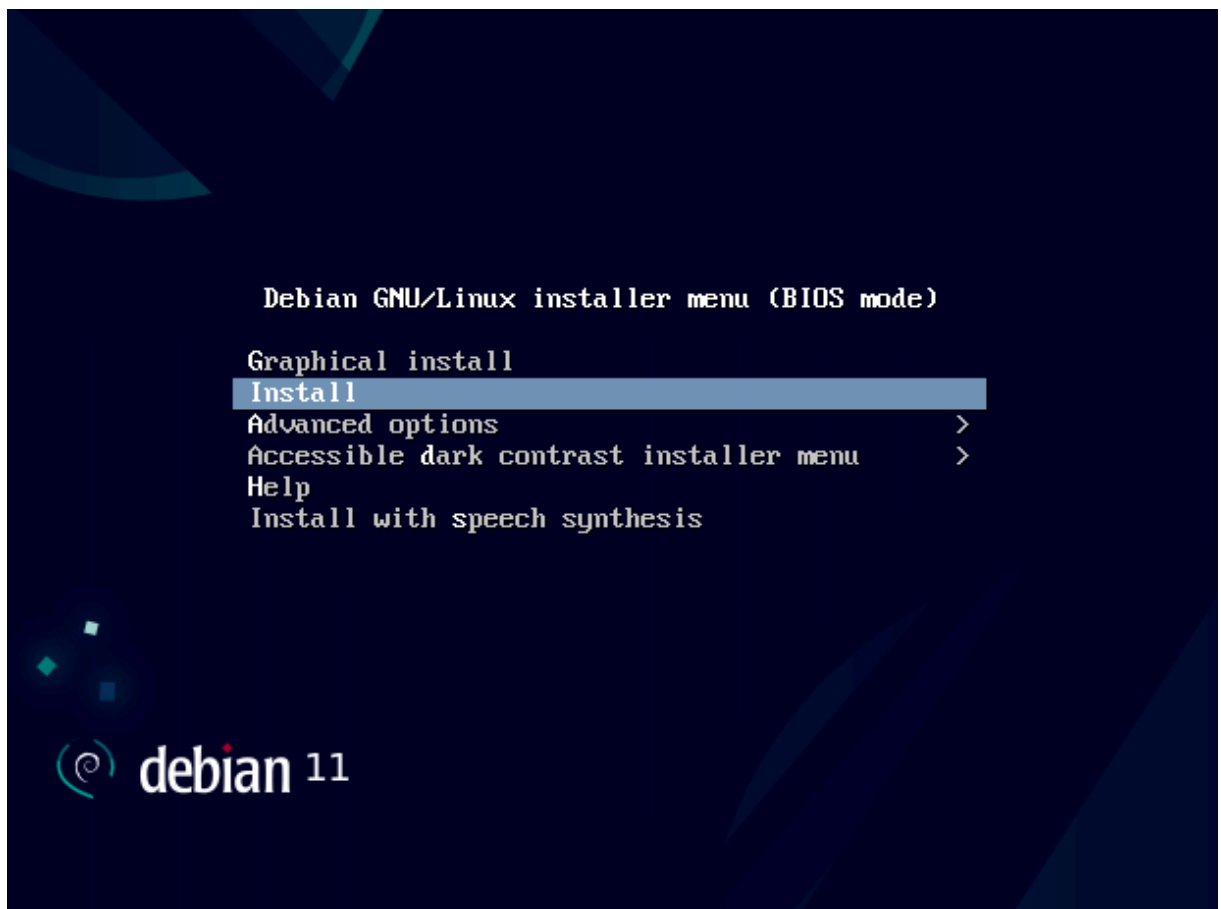 Debian GNU/Linux installer menu (BIOS mode)
Graphical install
Install
Advanced options >
Accessible dark contrast installer menu >
Help
Install with speech synthesis
debian 11